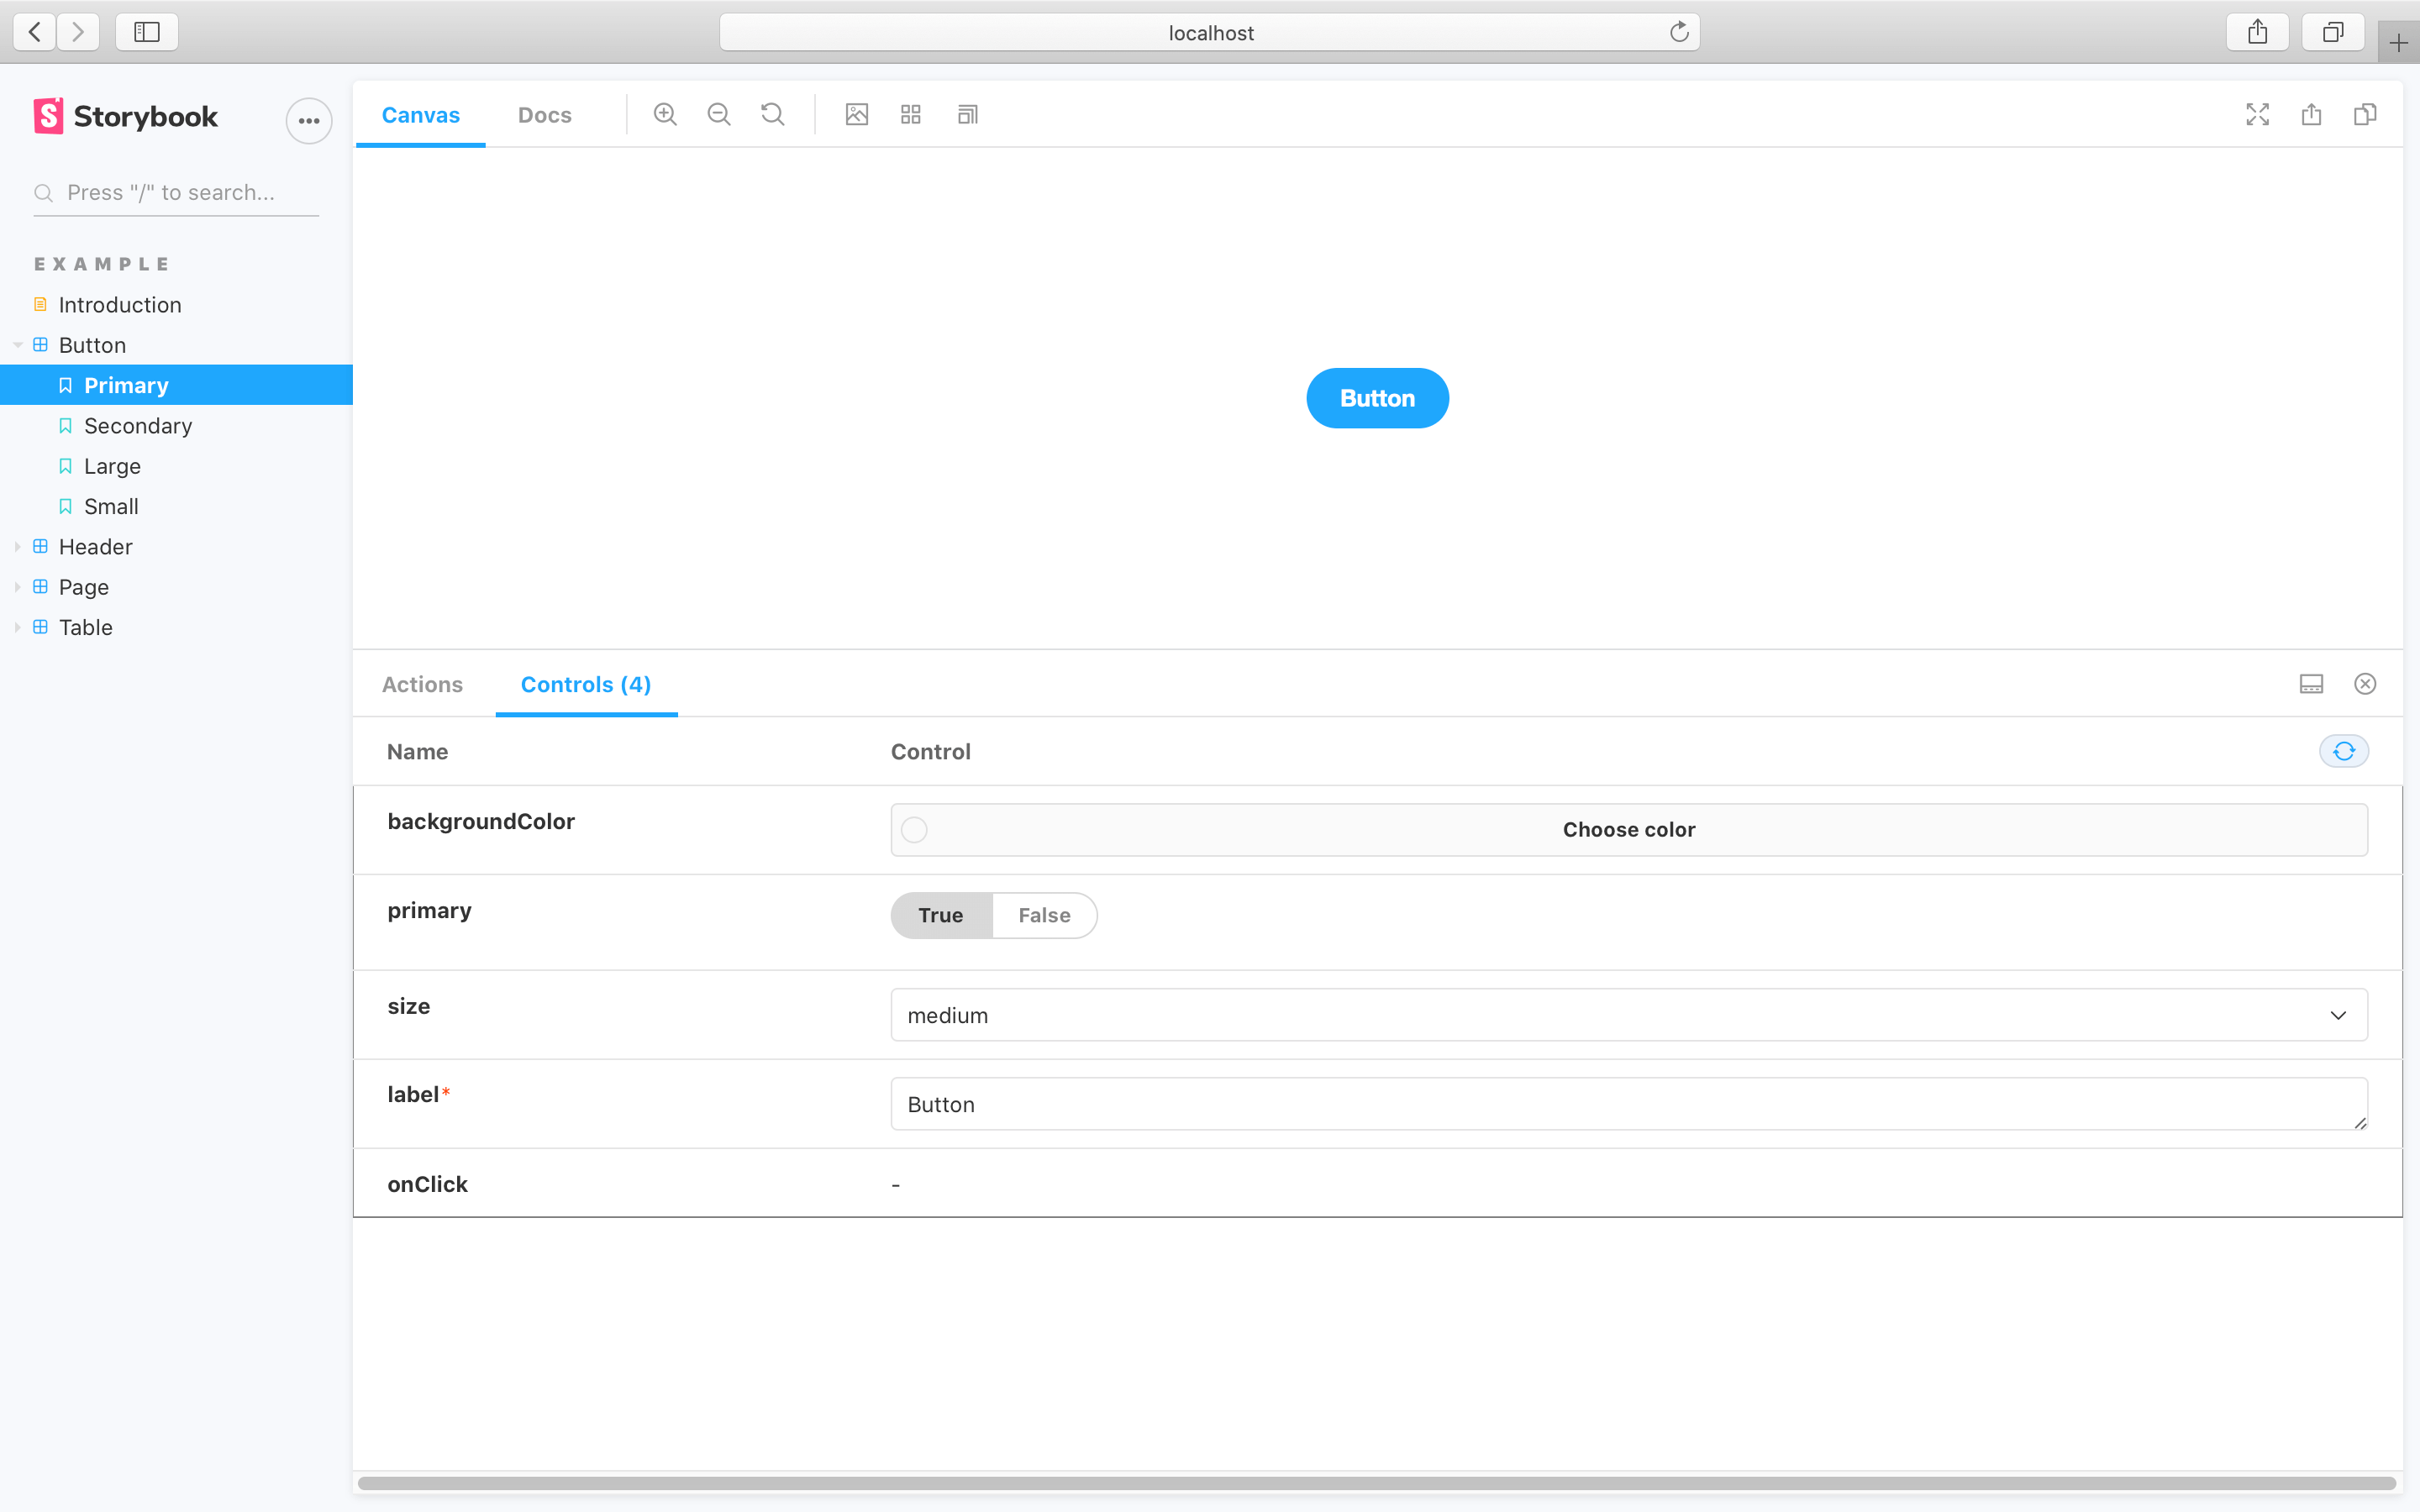 localhost
Storybook
Press "/" to search...
EXAMPLE
Introduction
Button
Primary
Secondary
Large
Small
Header
Page
Table
Canvas
Docs
Button
Actions
Controls (4)
Name
Control
backgroundColor
Choose color
primary
True
False
size
medium
label*
Button
onClick
-